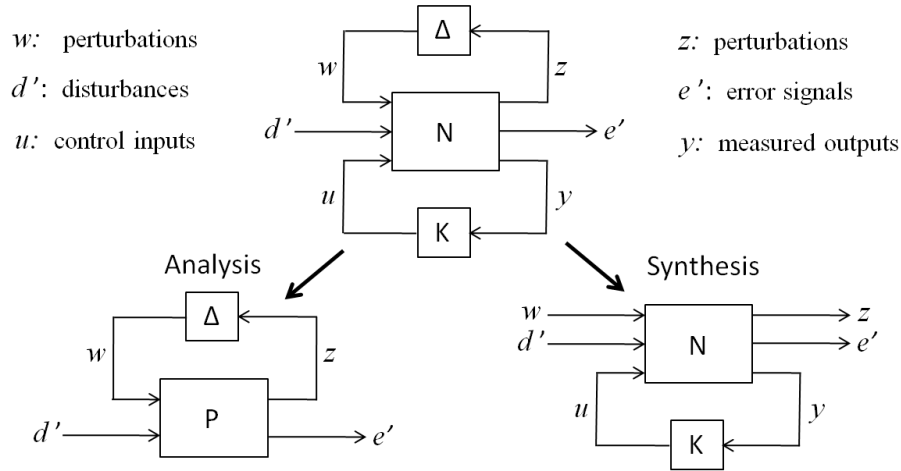 w: perturbations
d': disturbances
u: control inputs
Δ
w
z
d'
N
e'
u
y
K
z: perturbations
e': error signals
y: measured outputs
Analysis
Δ
w
z
d'
P
e'
Synthesis
w
z
d'
N
e'
u
y
K